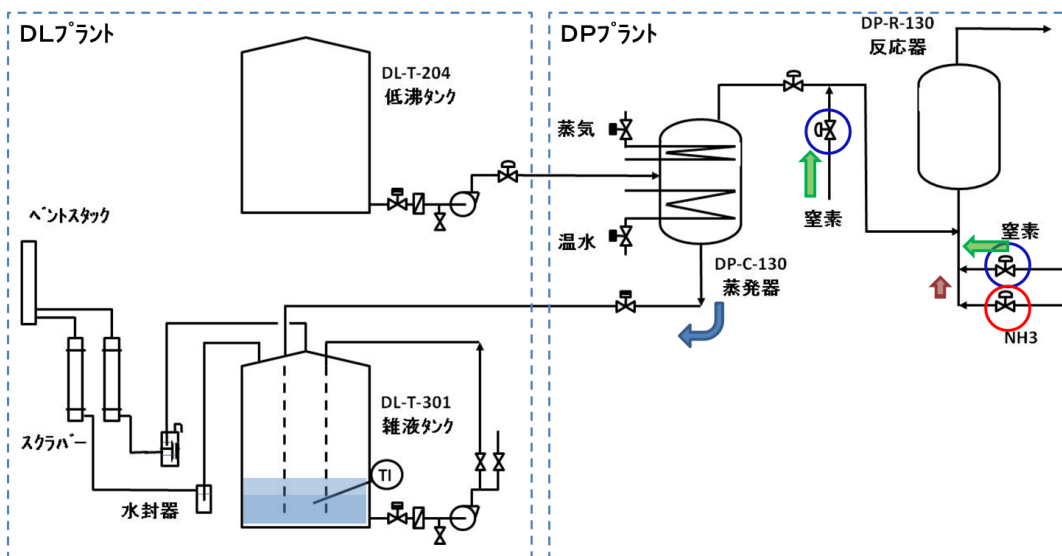 DLプラント
DL-T-204
低沸タンク
ベントスタック
スクラバー
水封器
DL-T-301
雑液タンク
TI
DPプラント
DP-R-130
反応器
蒸気
温水
窒素
DP-C-130
蒸発器
窒素
NH3